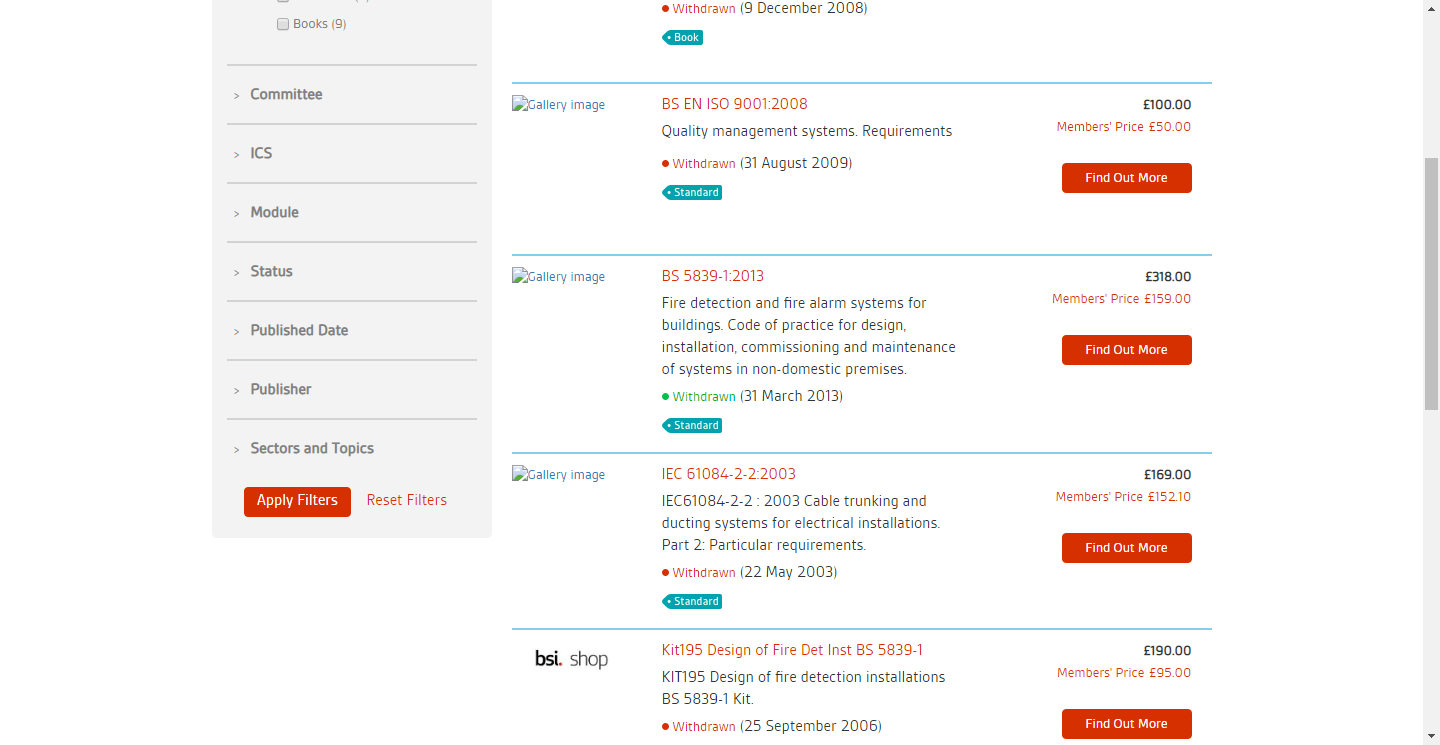 Books (9)
> Committee
> ICS
> Module
> Status
> Published Date
> Publisher
> Sectors and Topics
Apply Filters Reset Filters
Withdrawn (9 December 2008)
Book
Gallery image
BS EN ISO 9001:2008
£100.00
Members' Price £50.00
Quality management systems. Requirements
Withdrawn (31 August 2009)
Find Out More
Standard
Gallery image
BS 5839-1:2013
£318.00
Members' Price £159.00
Fire detection and fire alarm systems for
buildings. Code of practice for design,
installation, commissioning and maintenance
of systems in non-domestic premises.
Find Out More
Withdrawn (31 March 2013)
Standard
Gallery image
IEC 61084-2-2:2003
£169.00
Members' Price £152.10
IEC61084-2-2 : 2003 Cable trunking and
ducting systems for electrical installations.
Part 2: Particular requirements.
Find Out More
Withdrawn (22 May 2003)
Standard
bsi. shop
Kit195 Design of Fire Det Inst BS 5839-1
£190.00
Members' Price £95.00
KIT195 Design of fire detection installations
BS 5839-1 Kit.
Withdrawn (25 September 2006)
Find Out More